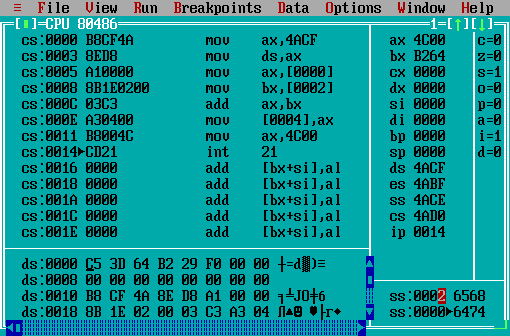 ≡ File View Run Breakpoints Data Options Window Help
[■]=CPU 80486 1=[↑][↓]
cs:0000 B8CF4A mov ax,4ACF ax 4C00 c=0
cs:0003 8ED8 mov ds,ax bx B264 z=0
cs:0005 A10000 mov ax,[0000] cx 0000 s=1
cs:0008 8B1E0200 mov bx,[0002] dx 0000 o=0
cs:000C 03C3 add ax,bx si 0000 p=0
cs:000E A30400 mov [0004],ax di 0000 a=0
cs:0011 B8004C mov ax,4C00 bp 0000 i=1
cs:0014►CD21 int 21 sp 0000 d=0
cs:0016 0000 add [bx+si],al ds 4ACF
cs:0018 0000 add [bx+si],al es 4ABF
cs:001A 0000 add [bx+si],al ss 4ACE
cs:001C 0000 add [bx+si],al cs 4AD0
cs:001E 0000 add [bx+si],al ip 0014
ds:0000 C5 3D 64 B2 29 F0 00 00 ┼=d▓)≡
ds:0008 00 00 00 00 00 00 00 00
ds:0010 B8 CF 4A 8E D8 A1 00 00 ╕╧JÄ╪í ss:0002 6568
ds:0018 8B 1E 02 00 03 C3 A3 04 ss:0000►6474